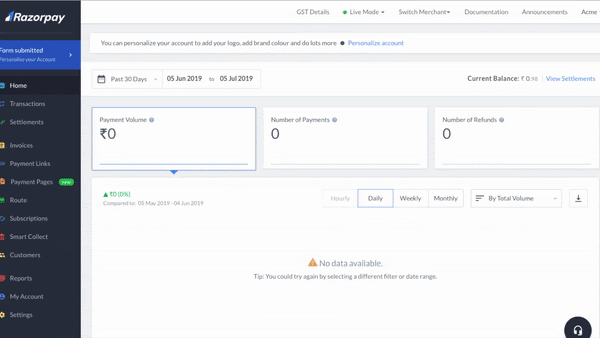 Razorpay
GST Details
Live Mode
Switch Merchant
Documentation
Announcements
Acme
Form submitted
Personalise your Account
You can personalize your account to add your logo, add brand colour and do lots more
Personalize account
Home
Transactions
Settlements
Invoices
Payment Links
Payment Pages new
Route
Subscriptions
Smart Collect
Customers
Reports
My Account
Settings
Past 30 Days
05 Jun 2019 to 05 Jul 2019
Current Balance: ₹ 0.98 | View Settlements
Payment Volume
₹0
Number of Payments
0
Number of Refunds
0
₹0 (0%)
Compared to: 05 May 2019 - 04 Jun 2019
Hourly
Daily
Weekly
Monthly
By Total Volume
No data available.
Tip: You could try again by selecting a different filter or date range.